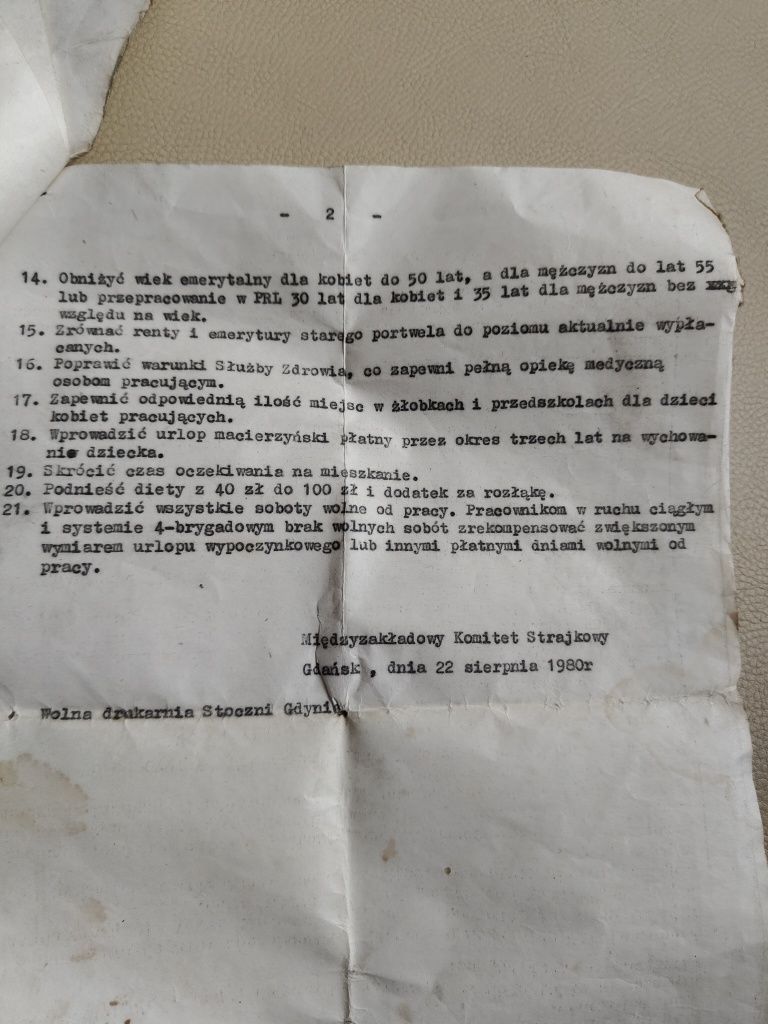 - 2 -
14. Obniżyć wiek emerytalny dla kobiet do 50 lat, a dla mężczyzn do lat 55
lub przepracowanie w PRL 30 lat dla kobiet i 35 lat dla mężczyzn bez
względu na wiek.
15. Zrównać renty i emerytury starego portwela do poziomu aktualnie wypła-
canych.
16. Poprawić warunki Służby Zdrowia, co zapewni pełną opiekę medyczną
osobom pracującym.
17. Zapewnić odpowiednią ilość miejsc w żłobkach i przedszkolach dla dzieci
kobiet pracujących.
18. Wprowadzić urlop macierzyński płatny przez okres trzech lat na wychowa-
nie dziecka.
19. Skrócić czas oczekiwania na mieszkanie.
20. Podnieść diety z 40 zł do 100 zł i dodatek za rozłąkę.
21. Wprowadzić wszystkie soboty wolne od pracy. Pracownikom w ruchu ciągłym
i systemie 4-brygadowym brak wolnych sobót zrekompensować zwiększonym
wymiarem urlopu wypoczynkowego lub innymi płatnymi dniami wolnymi od
pracy.
Międzyzakładowy Komitet Strajkowy
Gdańsk, dnia 22 sierpnia 1980r
Wolna drukarnia Stoczni Gdynia